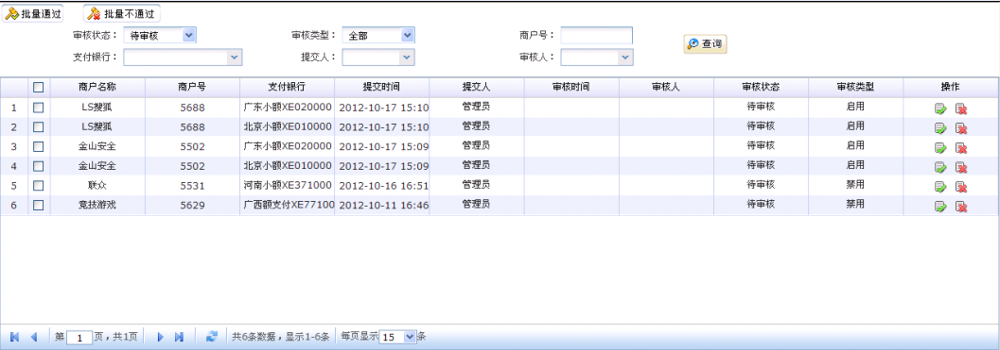 批量通过 批量不通过
审核状态： 待审核 审核类型： 全部 商户号： 查询
支付银行： 提交人： 审核人：
商户名称 商户号 支付银行 提交时间 提交人 审核时间 审核人 审核状态 审核类型 操作
1 LS搜狐 5688 广东小额XE020000 2012-10-17 15:10 管理员 待审核 启用
2 LS搜狐 5688 北京小额XE010000 2012-10-17 15:10 管理员 待审核 启用
3 金山安全 5502 广东小额XE020000 2012-10-17 15:09 管理员 待审核 启用
4 金山安全 5502 北京小额XE010000 2012-10-17 15:09 管理员 待审核 启用
5 联众 5531 河南小额XE371000 2012-10-16 16:51 管理员 待审核 禁用
6 竞技游戏 5629 广西额支付XE77100 2012-10-11 16:46 管理员 待审核 禁用
第 1 页，共1页 共6条数据，显示1-6条 每页显示 15 条